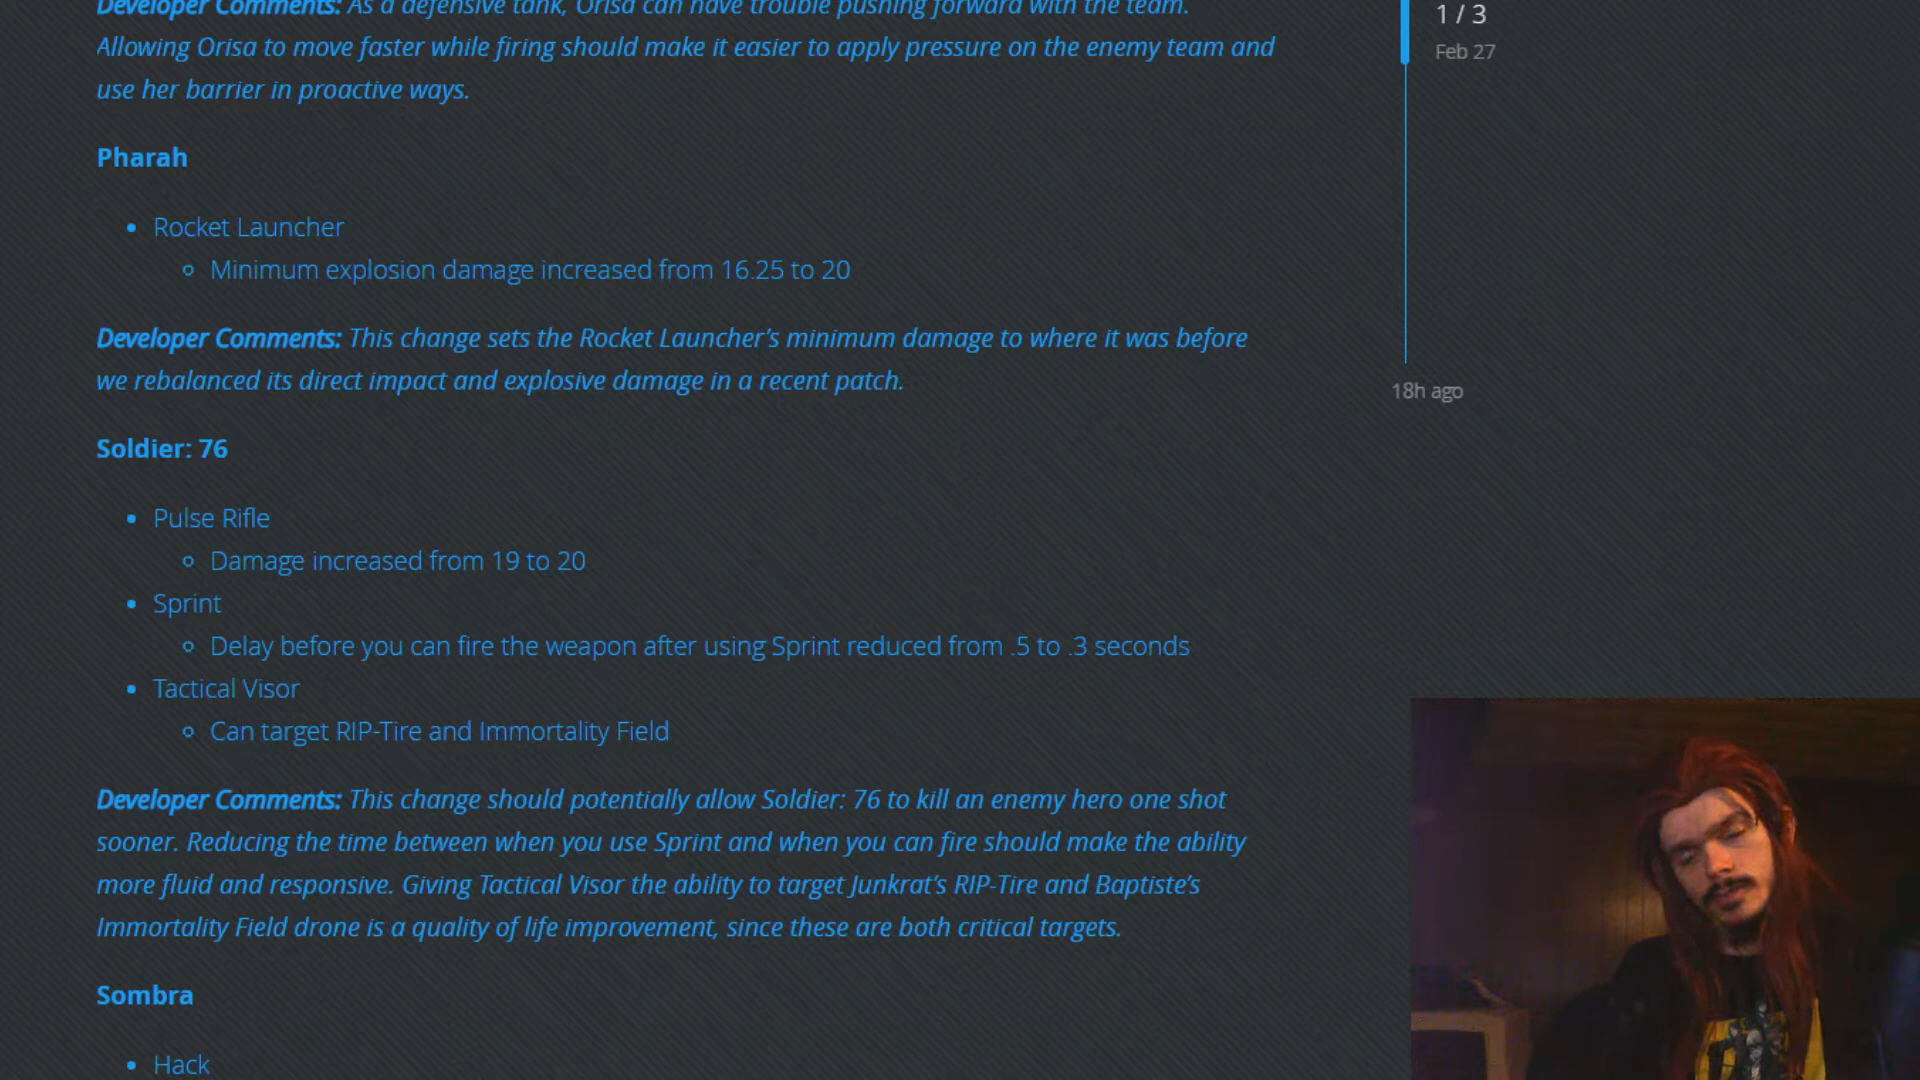 Developer Comments: As a defensive tank, Orisa can have trouble pushing forward with the team.
Allowing Orisa to move faster while firing should make it easier to apply pressure on the enemy team and
use her barrier in proactive ways.
Pharah
Rocket Launcher
Minimum explosion damage increased from 16.25 to 20
Developer Comments: This change sets the Rocket Launcher's minimum damage to where it was before
we rebalanced its direct impact and explosive damage in a recent patch.
Soldier: 76
Pulse Rifle
Damage increased from 19 to 20
Sprint
Delay before you can fire the weapon after using Sprint reduced from .5 to .3 seconds
Tactical Visor
Can target RIP-Tire and Immortality Field
Developer Comments: This change should potentially allow Soldier: 76 to kill an enemy hero one shot
sooner. Reducing the time between when you use Sprint and when you can fire should make the ability
more fluid and responsive. Giving Tactical Visor the ability to target Junkrat's RIP-Tire and Baptiste's
Immortality Field drone is a quality of life improvement, since these are both critical targets.
Sombra
Hack
1 / 3
Feb 27
18h ago